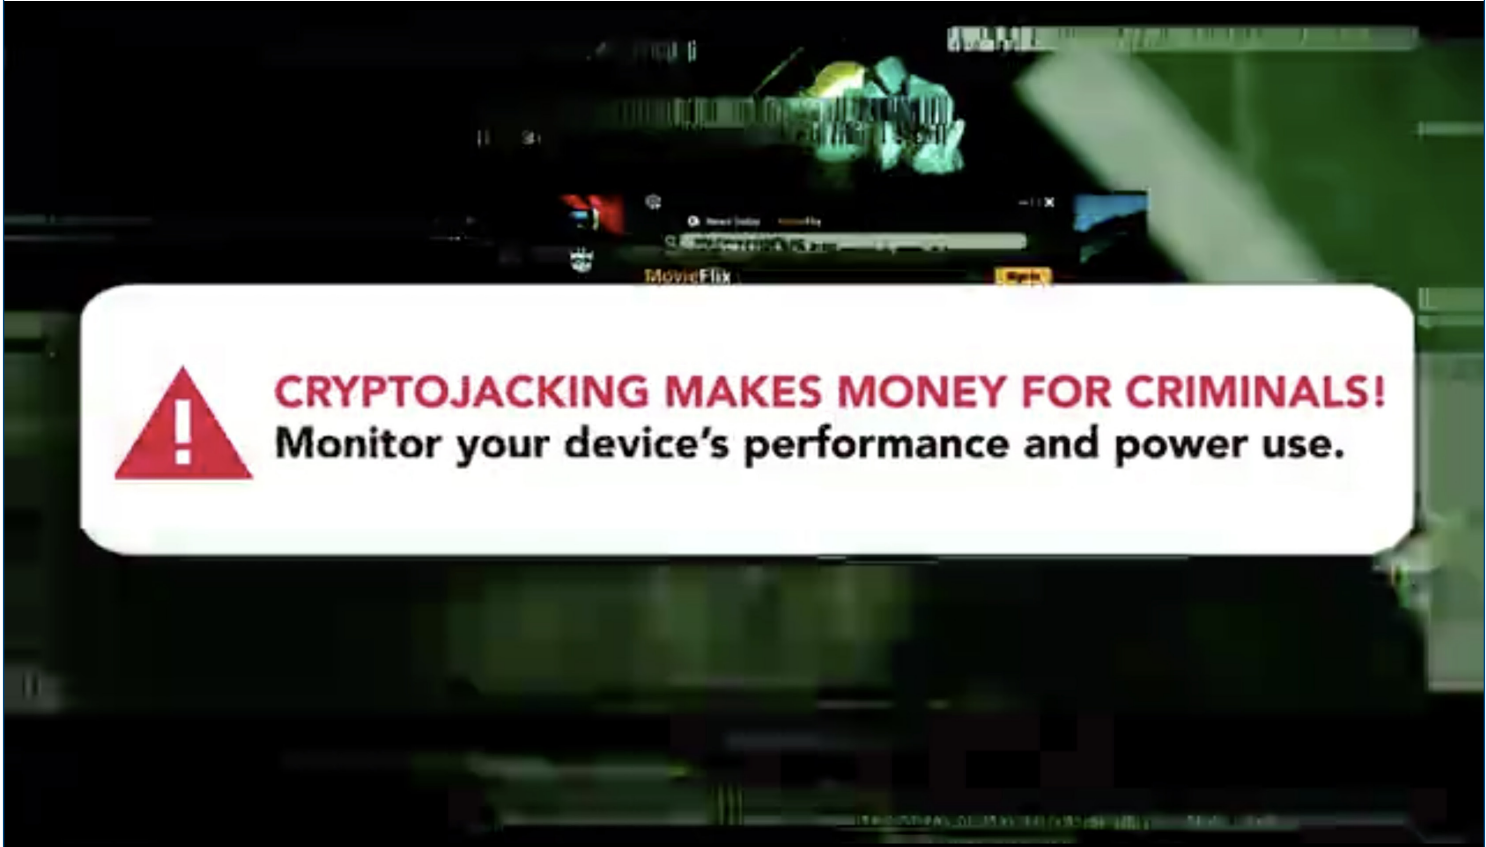 MovieFlix
CRYPTOJACKING MAKES MONEY FOR CRIMINALS!
Monitor your device's performance and power use.